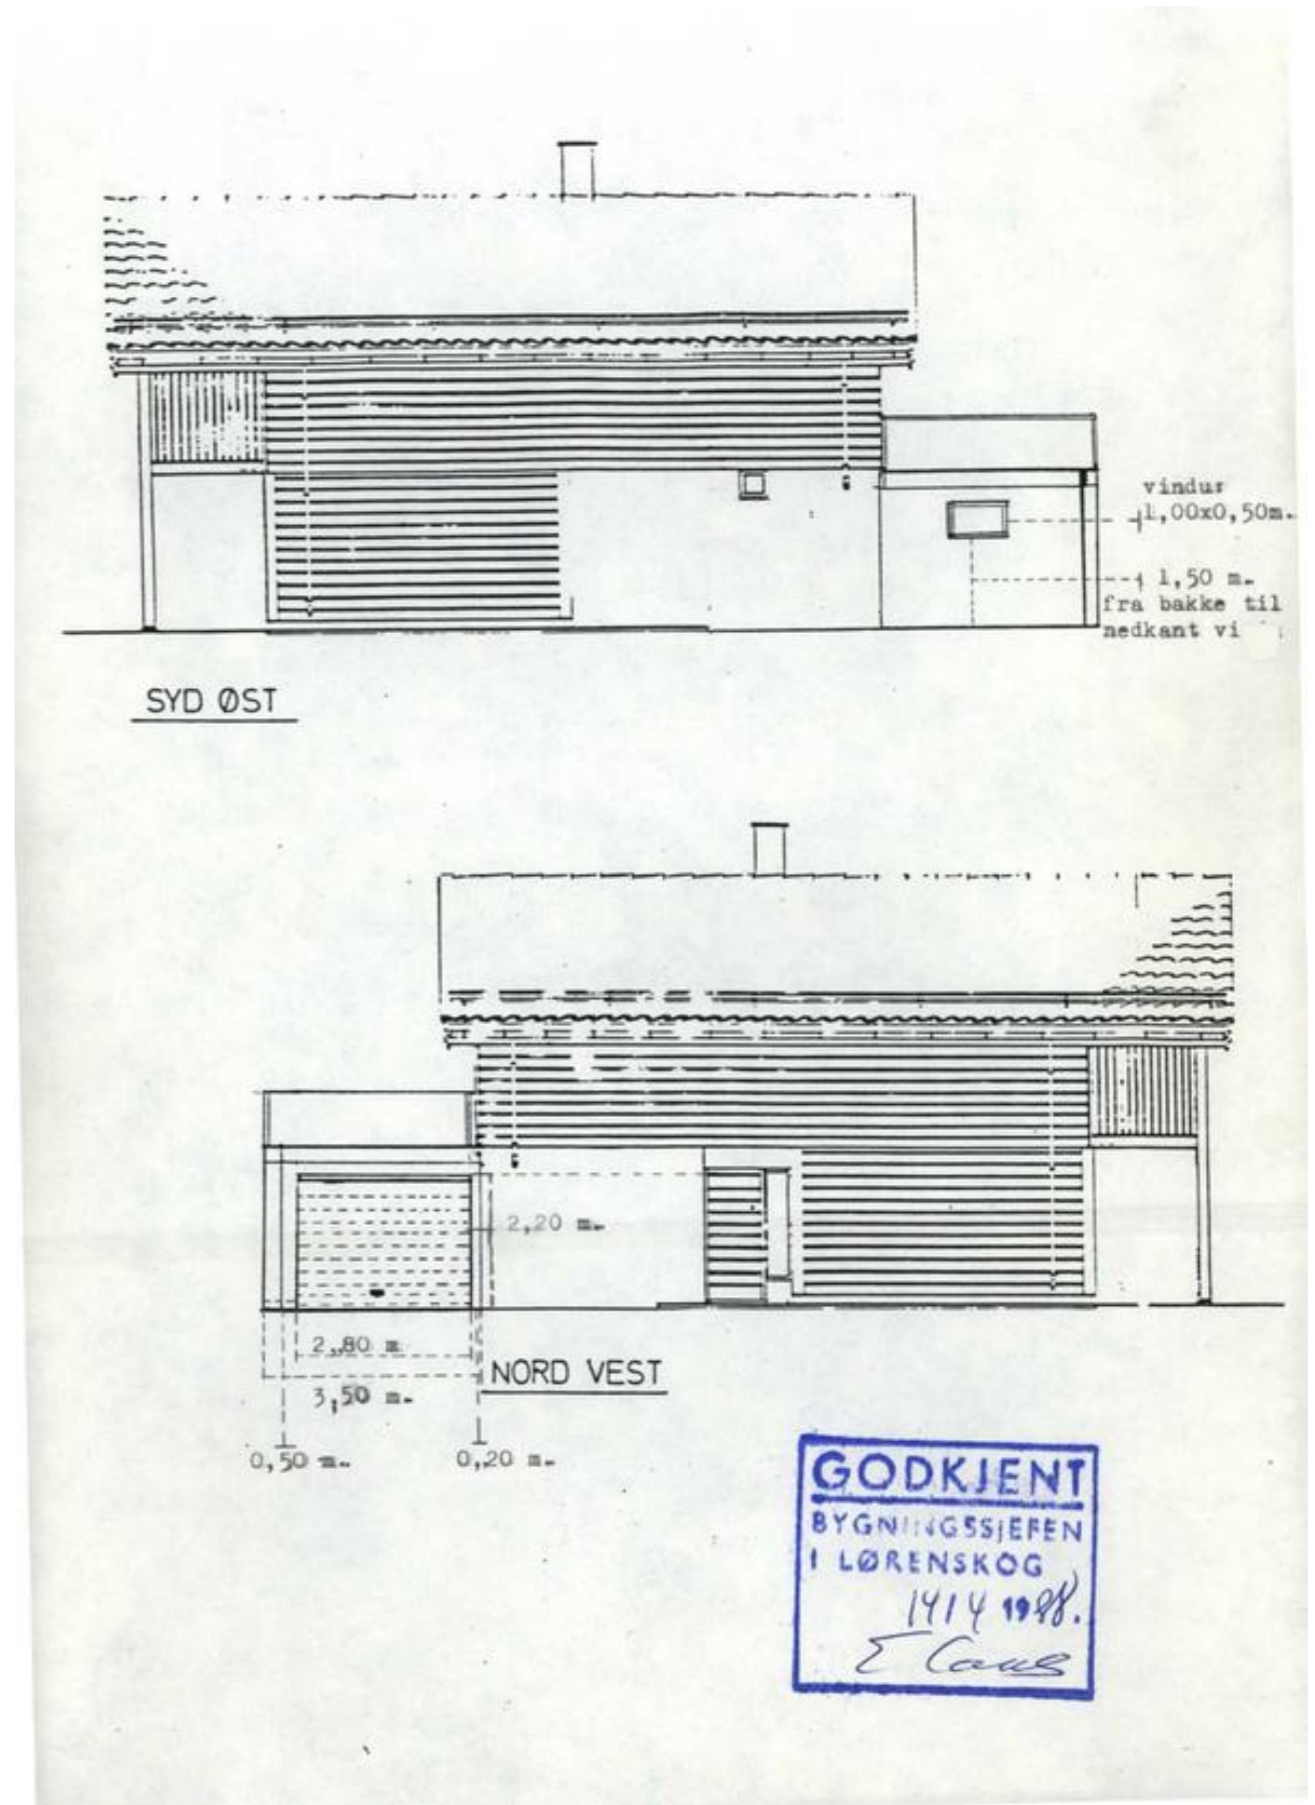 vindur
1,00x0,50m.
1,50 m.
fra bakke til
nedkant vi
SYD ØST
2,20 m.
2,80 m
NORD VEST
3,50 m.
0,50 m.
0,20 m.
GODKJENT
BYGNINGSSJEFEN
I LØRENSKOG
14/4 1988.